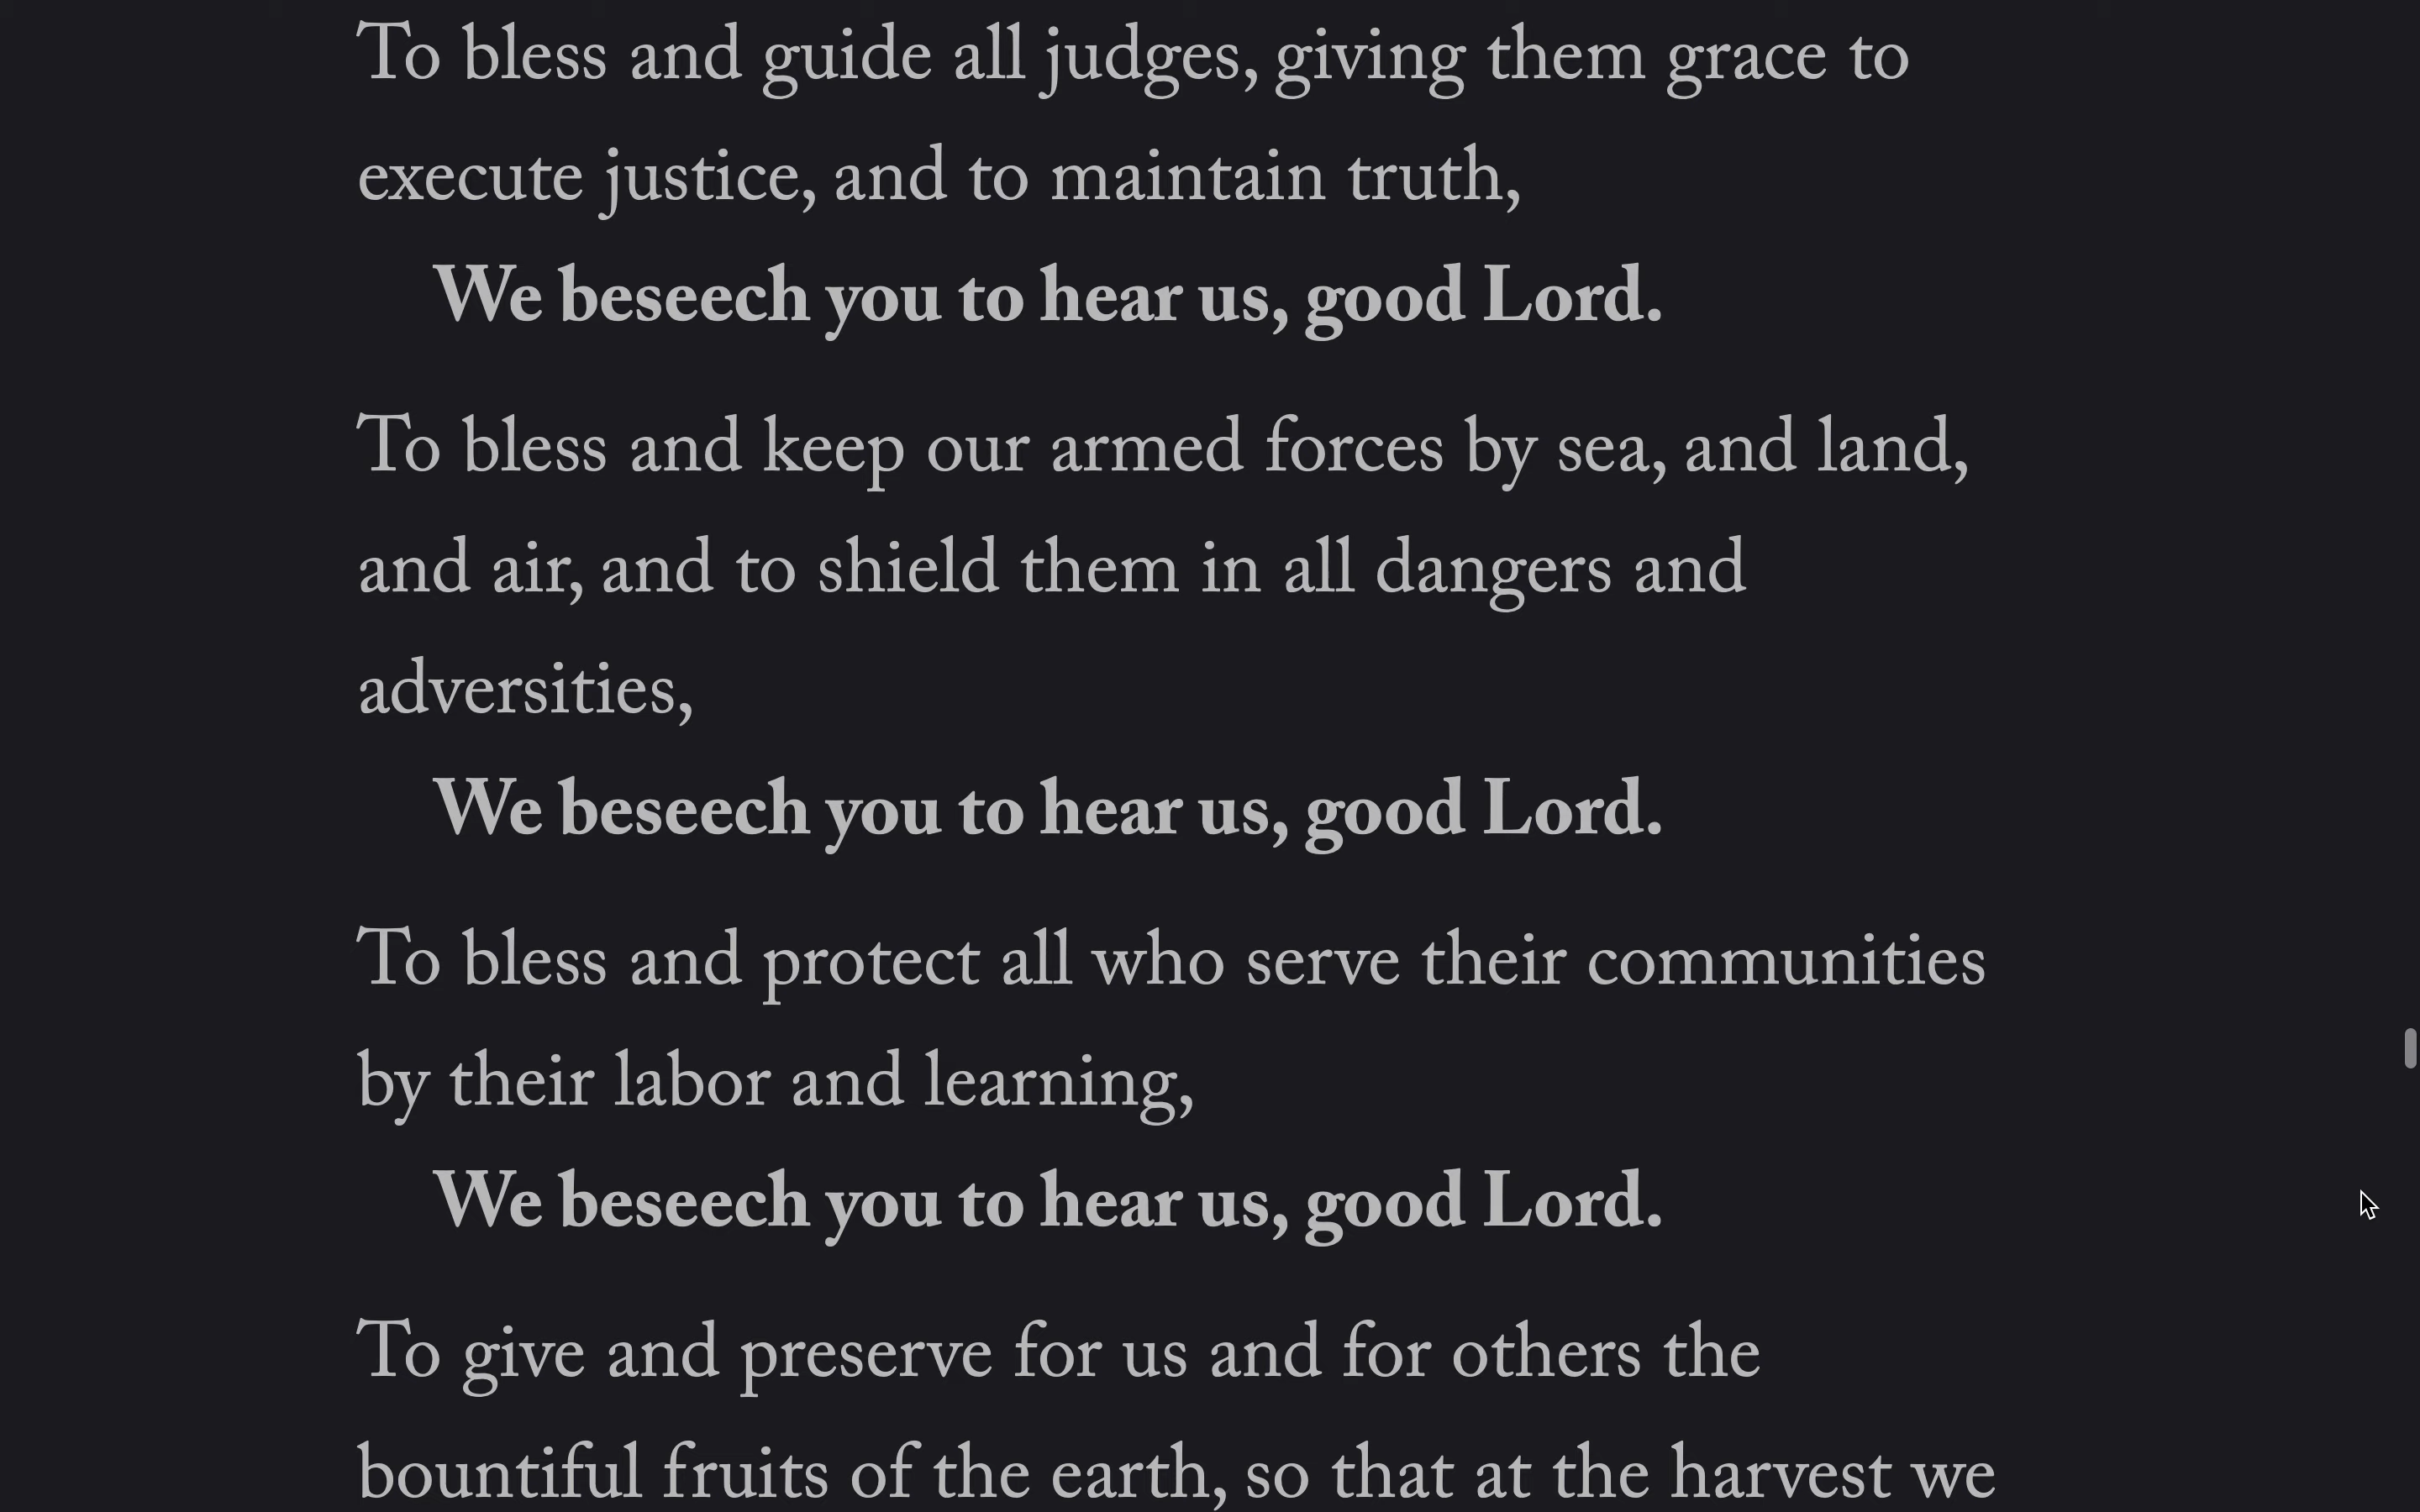 To bless and guide all judges, giving them grace to
execute justice, and to maintain truth,
We beseech you to hear us, good Lord.
To bless and keep our armed forces by sea, and land,
and air, and to shield them in all dangers and
adversities,
We beseech you to hear us, good Lord.
To bless and protect all who serve their communities
by their labor and learning,
We beseech you to hear us, good Lord.
To give and preserve for us and for others the
bountiful fruits of the earth, so that at the harvest we